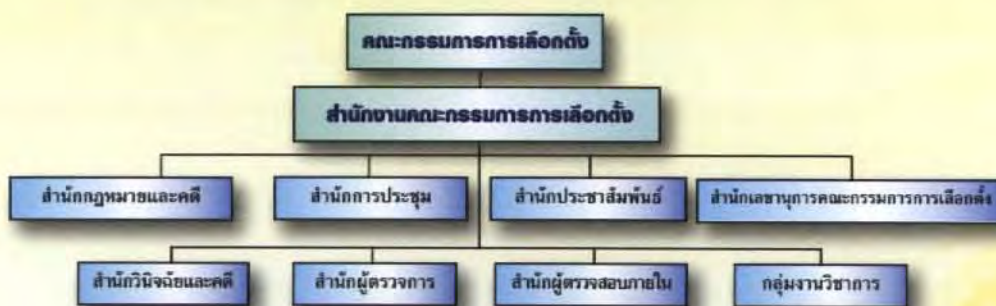 คณะกรรมการการเลือกตั้ง
สำนักงานคณะกรรมการการเลือกตั้ง
สำนักกฎหมายและคดี
สำนักการประชุม
สำนักประชาสัมพันธ์
สำนักเลขานุการคณะกรรมการการเลือกตั้ง
สำนักวินิจฉัยและคดี
สำนักผู้ตรวจการ
สำนักผู้ตรวจสอบภายใน
กลุ่มงานวิชาการ